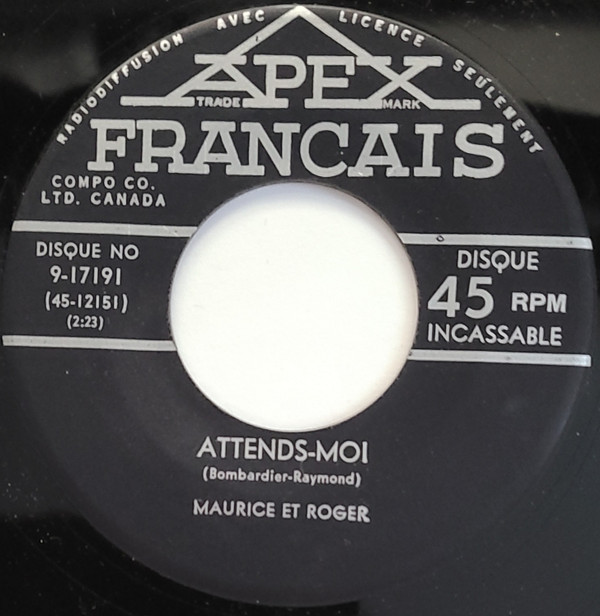 RADIODIFFUSION AVEC LICENCE SEULEMENT
APEX
TRADE MARK
FRANCAIS
COMPO CO.
LTD. CANADA
DISQUE NO
9-17191
(45-12151)
(2:23)
DISQUE
45 RPM
INCASSABLE
ATTENDS-MOI
(Bombardier-Raymond)
MAURICE ET ROGER